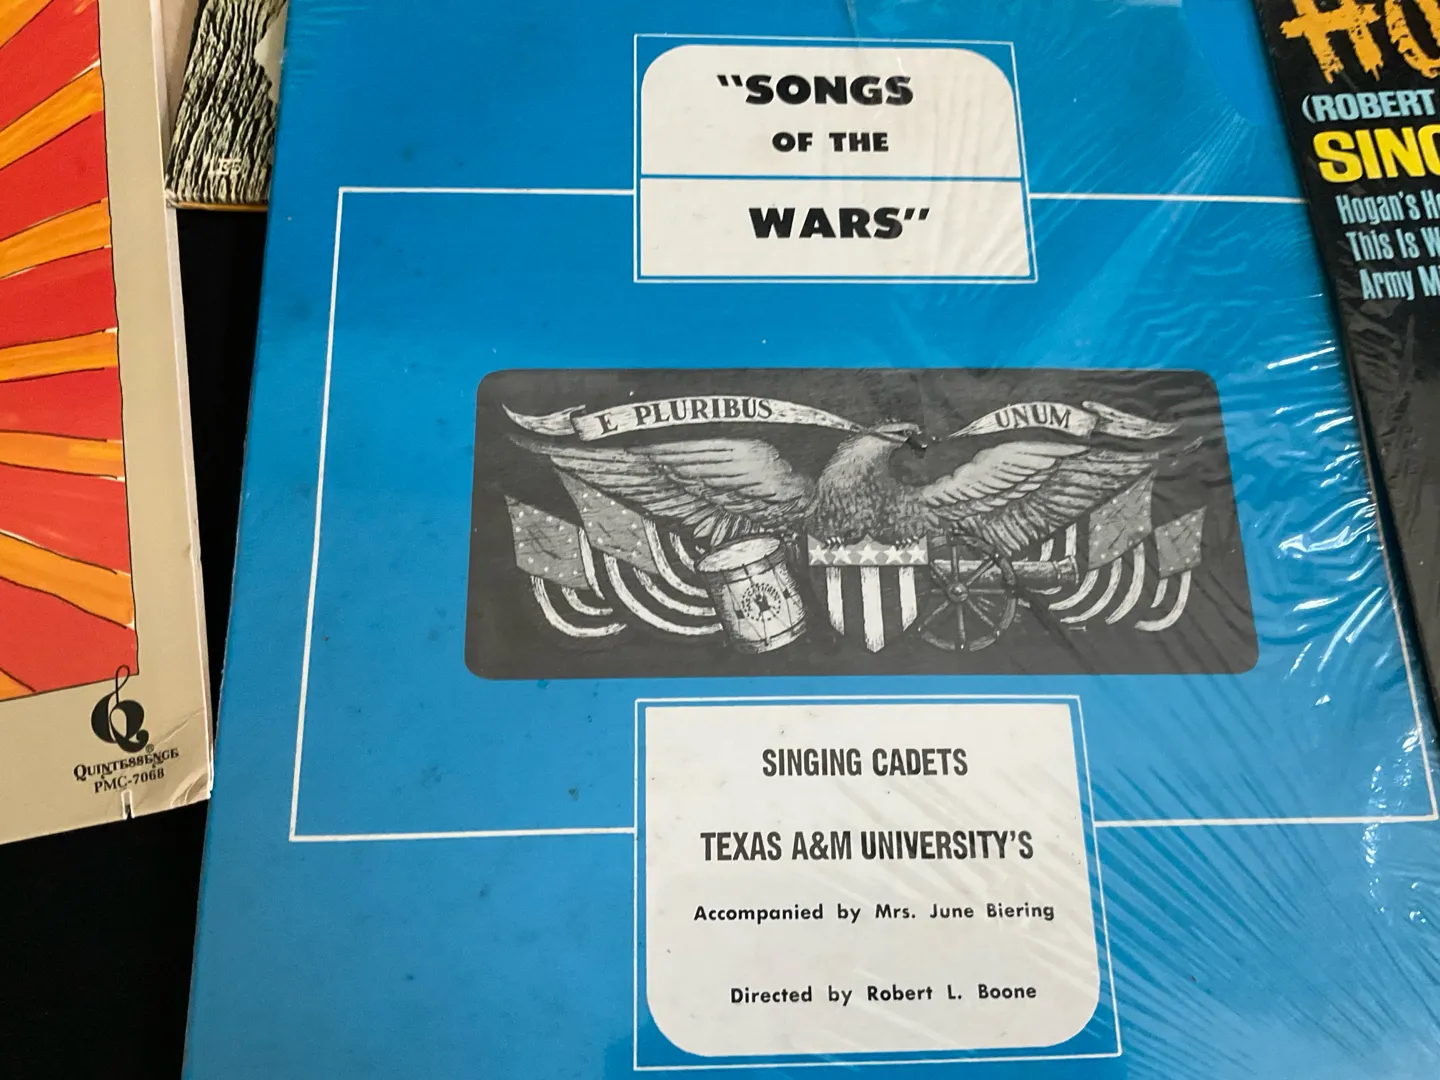 "SONGS
OF THE
WARS"
E PLURIBUS UNUM
SINGING CADETS
TEXAS A&M UNIVERSITY'S
Accompanied by Mrs. June Biering
Directed by Robert L. Boone
QUINTESSENCE
PMC-7068
(ROBERT
Hogan's
This Is
Army